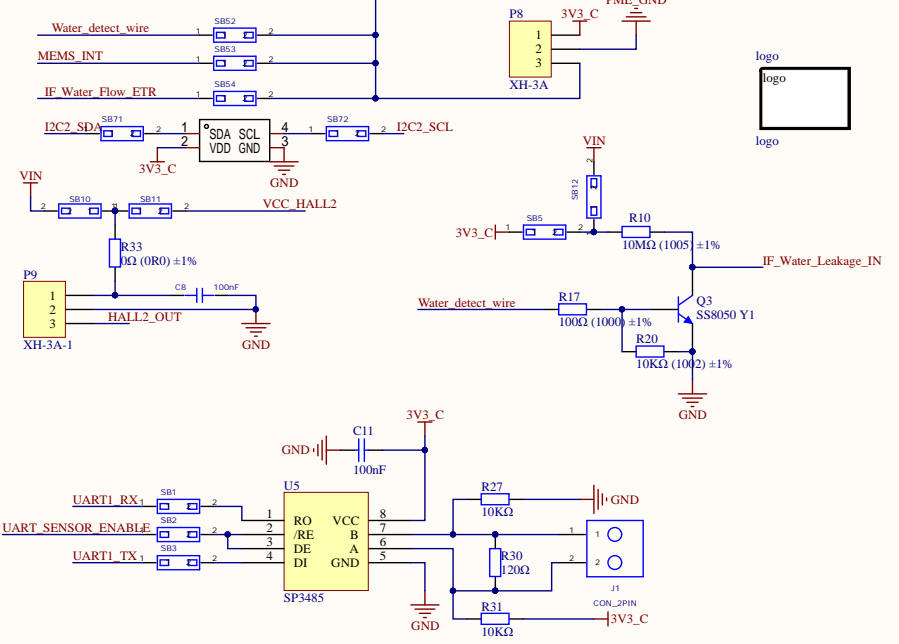 PME_GND
P8
3V3_C
1
2
3
XH-3A
Water_detect_wire 1 SB52 2
MEMS_INT 1 SB53 2
IF_Water_Flow_ETR 1 SB54 2
logo
logo
logo
I2C2_SDA 1 SB71 2
1 SDA SCL 4
2 VDD GND 3
1 SB72 2 I2C2_SCL
3V3_C
GND
VIN
2 SB10 1
1 SB11 2
VCC_HALL2
R33
0Ω (0R0) ±1%
P9
1
2
3
XH-3A-1
C8 100nF
HALL2_OUT
GND
VIN
2
SB12
1
3V3_C 1 SB5 2
R10
10MΩ (1005) ±1%
IF_Water_Leakage_IN
Water_detect_wire
R17
100Ω (1000) ±1%
Q3
SS8050 Y1
R20
10KΩ (1002) ±1%
GND
3V3_C
GND
C11
100nF
UART1_RX 1 SB1 2
UART_SENSOR_ENABLE 1 SB2 2
UART1_TX 1 SB3 2
U5
1 RO VCC 8
2 /RE B 7
3 DE A 6
4 DI GND 5
SP3485
GND
R27
10KΩ
GND
R30
120Ω
R31
10KΩ
3V3_C
1 1
2 2
J1
CON_2PIN